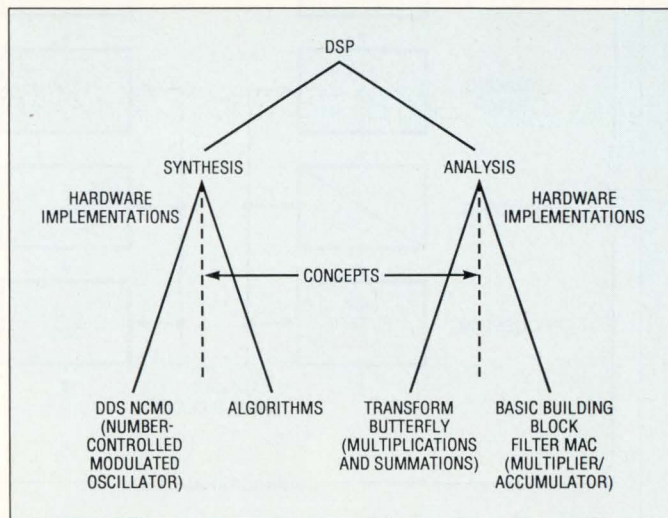 DSP
SYNTHESIS
ANALYSIS
HARDWARE
IMPLEMENTATIONS
HARDWARE
IMPLEMENTATIONS
CONCEPTS
DDS NCMO
(NUMBER-
CONTROLLED
MODULATED
OSCILLATOR)
ALGORITHMS
TRANSFORM
BUTTERFLY
(MULTIPLICATIONS
AND SUMMATIONS)
BASIC BUILDING
BLOCK
FILTER MAC
(MULTIPLIER/
ACCUMULATOR)